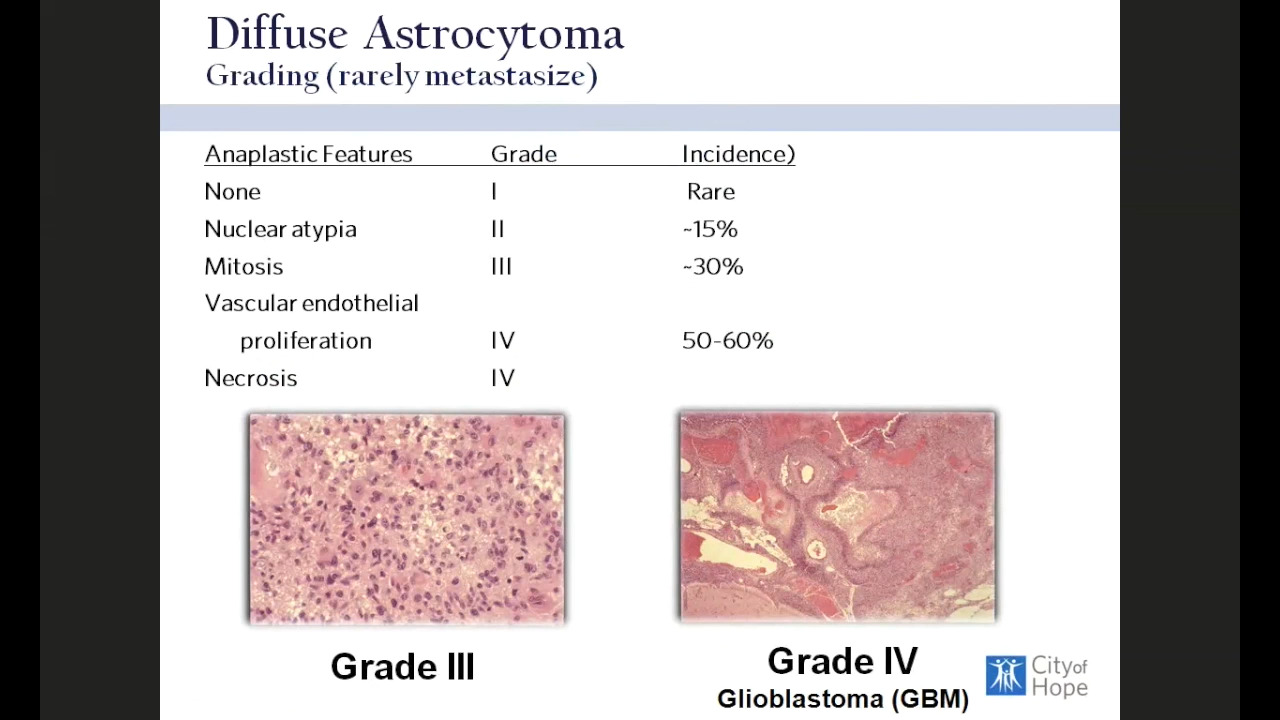 Diffuse Astrocytoma
Grading (rarely metastasize)
Anaplastic Features Grade Incidence)
None I Rare
Nuclear atypia II ~15%
Mitosis III ~30%
Vascular endothelial
proliferation IV 50-60%
Necrosis IV
Grade III
Grade IV
Glioblastoma (GBM)
City of
Hope